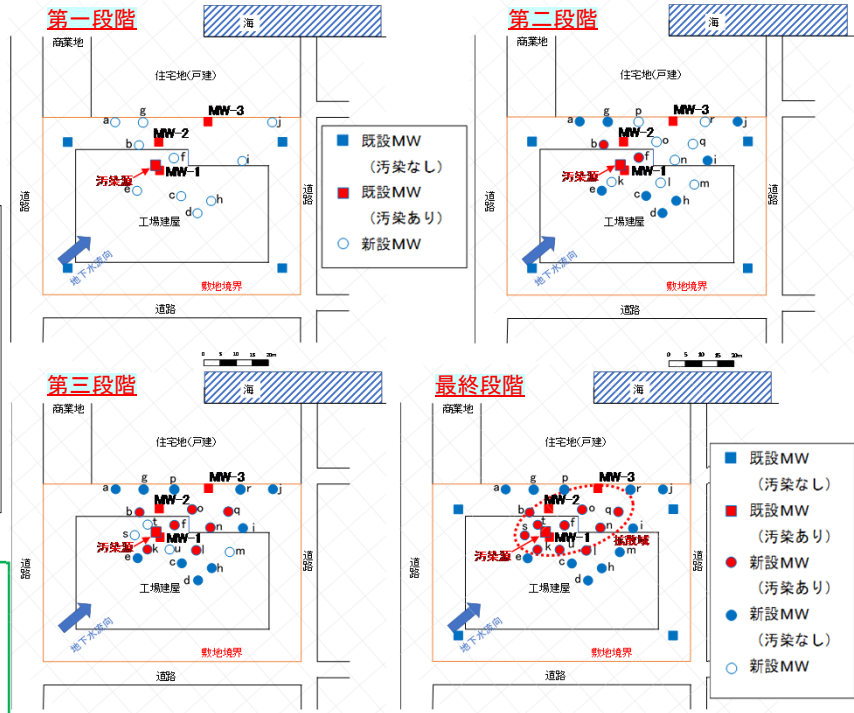 第一段階
海
商業地
住宅地(戸建)
MW-3
a
g
j
MW-2
b
f
i
汚染源
MW-1
e
c
h
d
工場建屋
道路
道路
地下水流向
敷地境界
道路
0 5 10 15 20m
既設MW
(汚染なし)
既設MW
(汚染あり)
新設MW
第二段階
海
商業地
住宅地(戸建)
MW-3
a
g
p
r
j
MW-2
b
o
q
f
n
i
汚染源
MW-1
k
l
m
e
c
h
d
工場建屋
道路
道路
地下水流向
敷地境界
道路
0 5 10 15 20m
第三段階
海
商業地
住宅地(戸建)
MW-3
a
g
p
r
j
MW-2
b
o
q
t
f
n
i
s
汚染源
MW-1
k
u
l
m
e
c
h
d
工場建屋
道路
道路
地下水流向
敷地境界
道路
最終段階
海
商業地
住宅地(戸建)
MW-3
a
g
p
r
j
MW-2
b
o
q
t
f
n
i
s
汚染源
MW-1
拡散域
k
l
m
e
c
h
d
工場建屋
道路
地下水流向
敷地境界
道路
既設MW
(汚染なし)
既設MW
(汚染あり)
新設MW
(汚染あり)
新設MW
(汚染なし)
新設MW